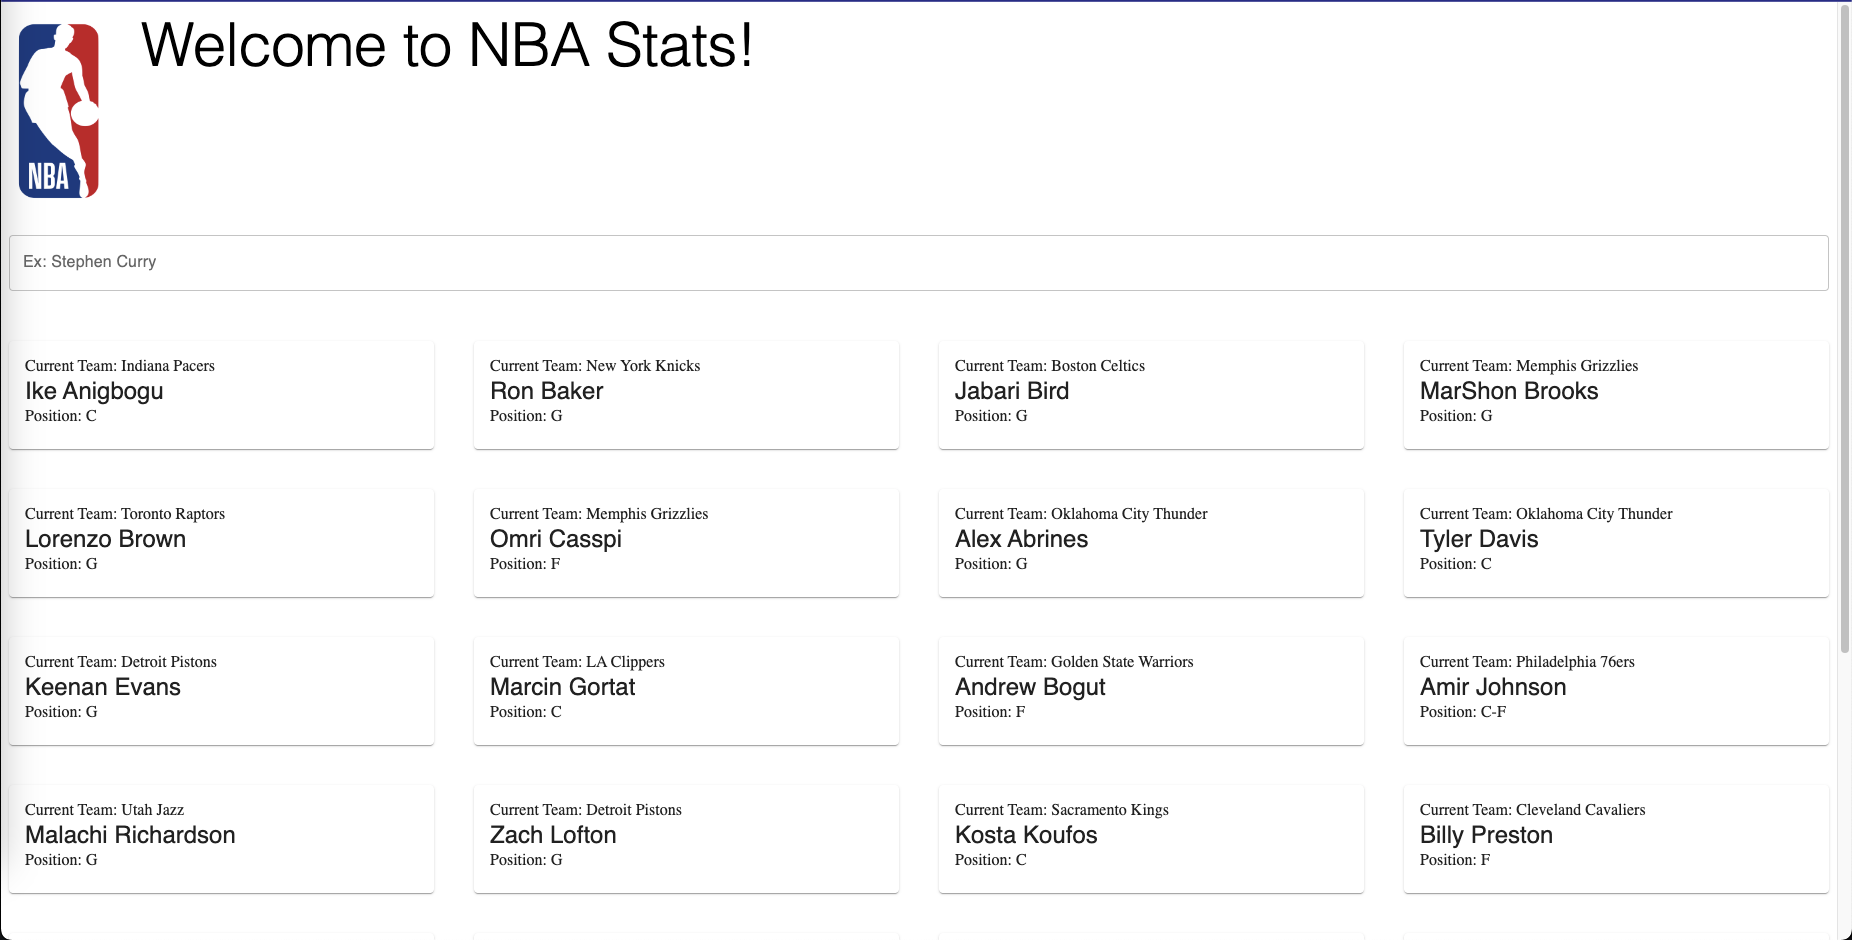 Welcome to NBA Stats!
NBA
Ex: Stephen Curry
Current Team: Indiana Pacers
Ike Anigbogu
Position: C
Current Team: New York Knicks
Ron Baker
Position: G
Current Team: Boston Celtics
Jabari Bird
Position: G
Current Team: Memphis Grizzlies
MarShon Brooks
Position: G
Current Team: Toronto Raptors
Lorenzo Brown
Position: G
Current Team: Memphis Grizzlies
Omri Casspi
Position: F
Current Team: Oklahoma City Thunder
Alex Abrines
Position: G
Current Team: Oklahoma City Thunder
Tyler Davis
Position: C
Current Team: Detroit Pistons
Keenan Evans
Position: G
Current Team: LA Clippers
Marcin Gortat
Position: C
Current Team: Golden State Warriors
Andrew Bogut
Position: F
Current Team: Philadelphia 76ers
Amir Johnson
Position: C-F
Current Team: Utah Jazz
Malachi Richardson
Position: G
Current Team: Detroit Pistons
Zach Lofton
Position: G
Current Team: Sacramento Kings
Kosta Koufos
Position: C
Current Team: Cleveland Cavaliers
Billy Preston
Position: F